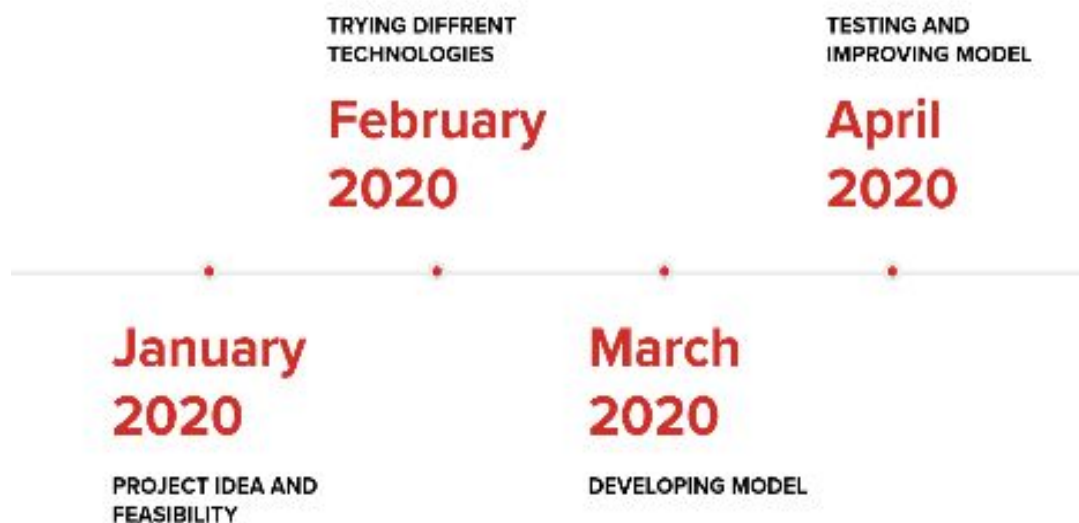 TRYING DIFFRENT
TECHNOLOGIES
February
2020
TESTING AND
IMPROVING MODEL
April
2020
January
2020
PROJECT IDEA AND
FEASIBILITY
March
2020
DEVELOPING MODEL